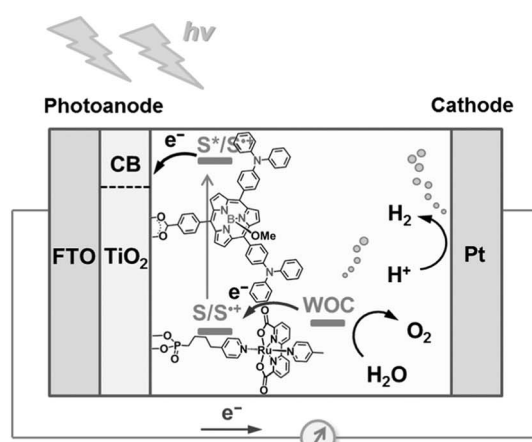 hv
Photoanode
Cathode
e⁻
S*/S•+
CB
N
N
N
B
N
N
OMe
N
H₂
FTO
TiO₂
H⁺
Pt
e⁻
S/S•+
WOC
O₂
O
O
O
P
N
Ru
N
N
N
O
O
H₂O
e⁻